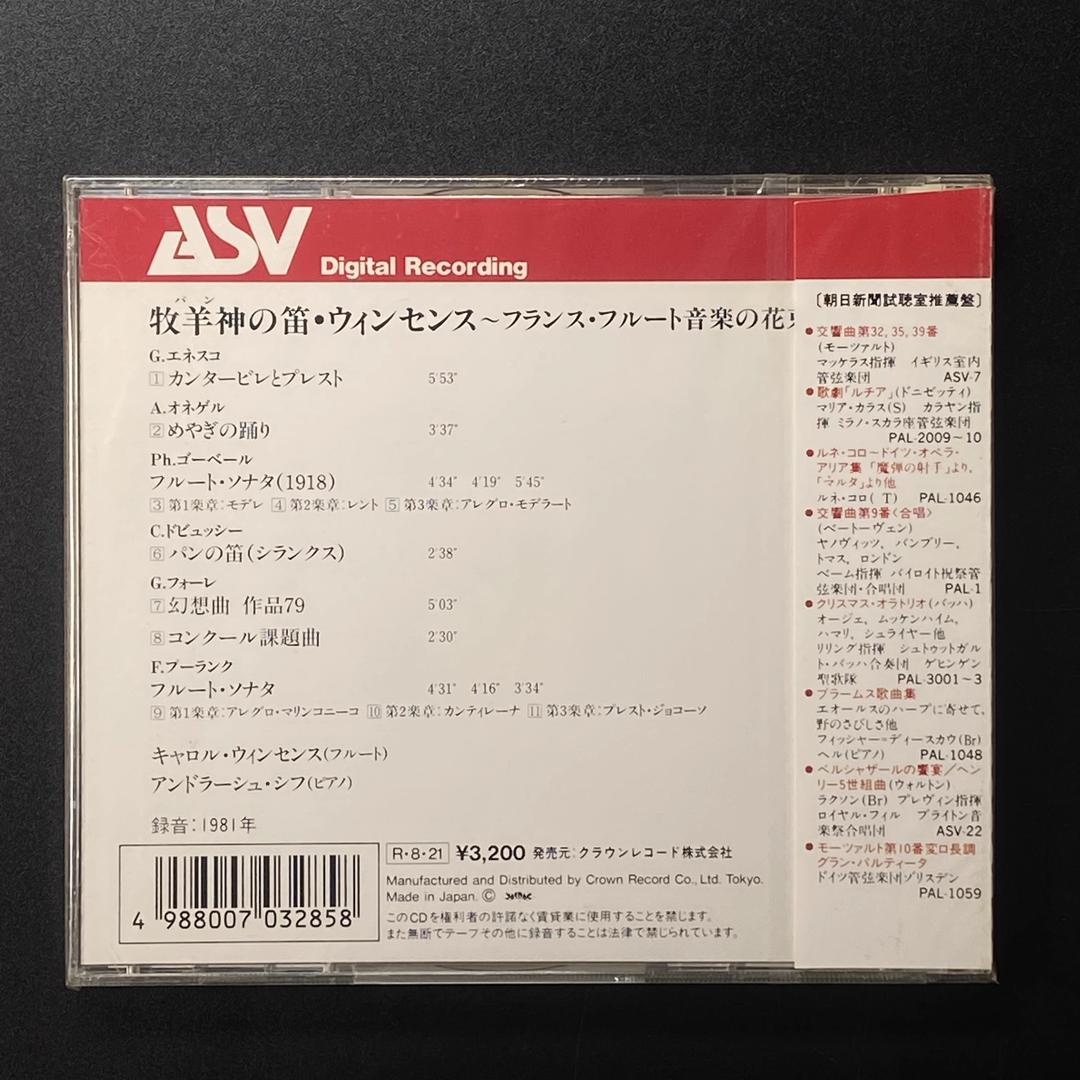 ASV
Digital Recording
パン
牧羊神の笛・ウィンセンス〜フランス・フルート音楽の花
G.エネスコ
1 カンタービレとプレスト 5'53"
A.オネゲル
2 めやぎの踊り 3'37"
Ph.ゴーベール
フルート・ソナタ(1918) 4'34" 4'19" 5'45"
3 第1楽章:モデレ 4 第2楽章:レント 5 第3楽章:アレグロ・モデラート
C.ドビュッシー
6 パンの笛(シランクス) 2'38"
G.フォーレ
7 幻想曲 作品79 5'03"
8 コンクール課題曲 2'30"
F.プーランク
フルート・ソナタ 4'31" 4'16" 3'34"
9 第1楽章:アレグロ・マリンコニーコ 10 第2楽章:カンティレーナ 11 第3楽章:プレスト・ジョコーソ
キャロル・ウィンセンス(フルート)
アンドラーシュ・シフ(ピアノ)
録音:1981年
4 988007 032858
R・8・21 ¥3,200 発売元:クラウンレコード株式会社
Manufactured and Distributed by Crown Record Co., Ltd. Tokyo.
Made in Japan. Ⓒ
このCDを権利者の許諾なく賃貸業に使用することを禁じます。
また無断でテープその他に録音することは法律で禁じられています。
〔朝日新聞試聴室推薦盤〕
●交響曲第32, 35, 39番
(モーツァルト)
マッケラス指揮 イギリス室内
管弦楽団 ASV-7
●歌劇「ルチア」(ドニゼッティ)
マリア・カラス(S) カラヤン指
揮 ミラノ・スカラ座管弦楽団
PAL-2009〜10
●ルネ・コロ〜ドイツ・オペラ・
アリア集 「魔弾の射手」より,
「マルタ」より他
ルネ・コロ(T) PAL-1046
●交響曲第9番〈合唱〉
(ベートーヴェン)
ヤノヴィッツ, バンブリー,
トマス, ロンドン
ベーム指揮 バイロイト祝祭管
弦楽団・合唱団 PAL-1
●クリスマス・オラトリオ(バッハ)
オージェ, ムッケンハイム,
ハマリ, シュライヤー他
リリング指揮 シュトゥットガル
ト・バッハ合奏団 ゲヒンゲン
聖歌隊 PAL-3001〜3
●ブラームス歌曲集
エオールスのハープに寄せて,
野のさびしさ他
フィッシャー=ディースカウ(Br)
ヘル(ピアノ) PAL-1048
●ベルシャザールの饗宴/ヘン
リー5世組曲(ウォルトン)
ラクソン(Br) プレヴィン指揮
ロイヤル・フィル ブライトン音
楽祭合唱団 ASV-22
●モーツァルト第10番変ロ長調
グラン・パルティータ
ドイツ管弦楽団ゾリスデン
PAL-1059